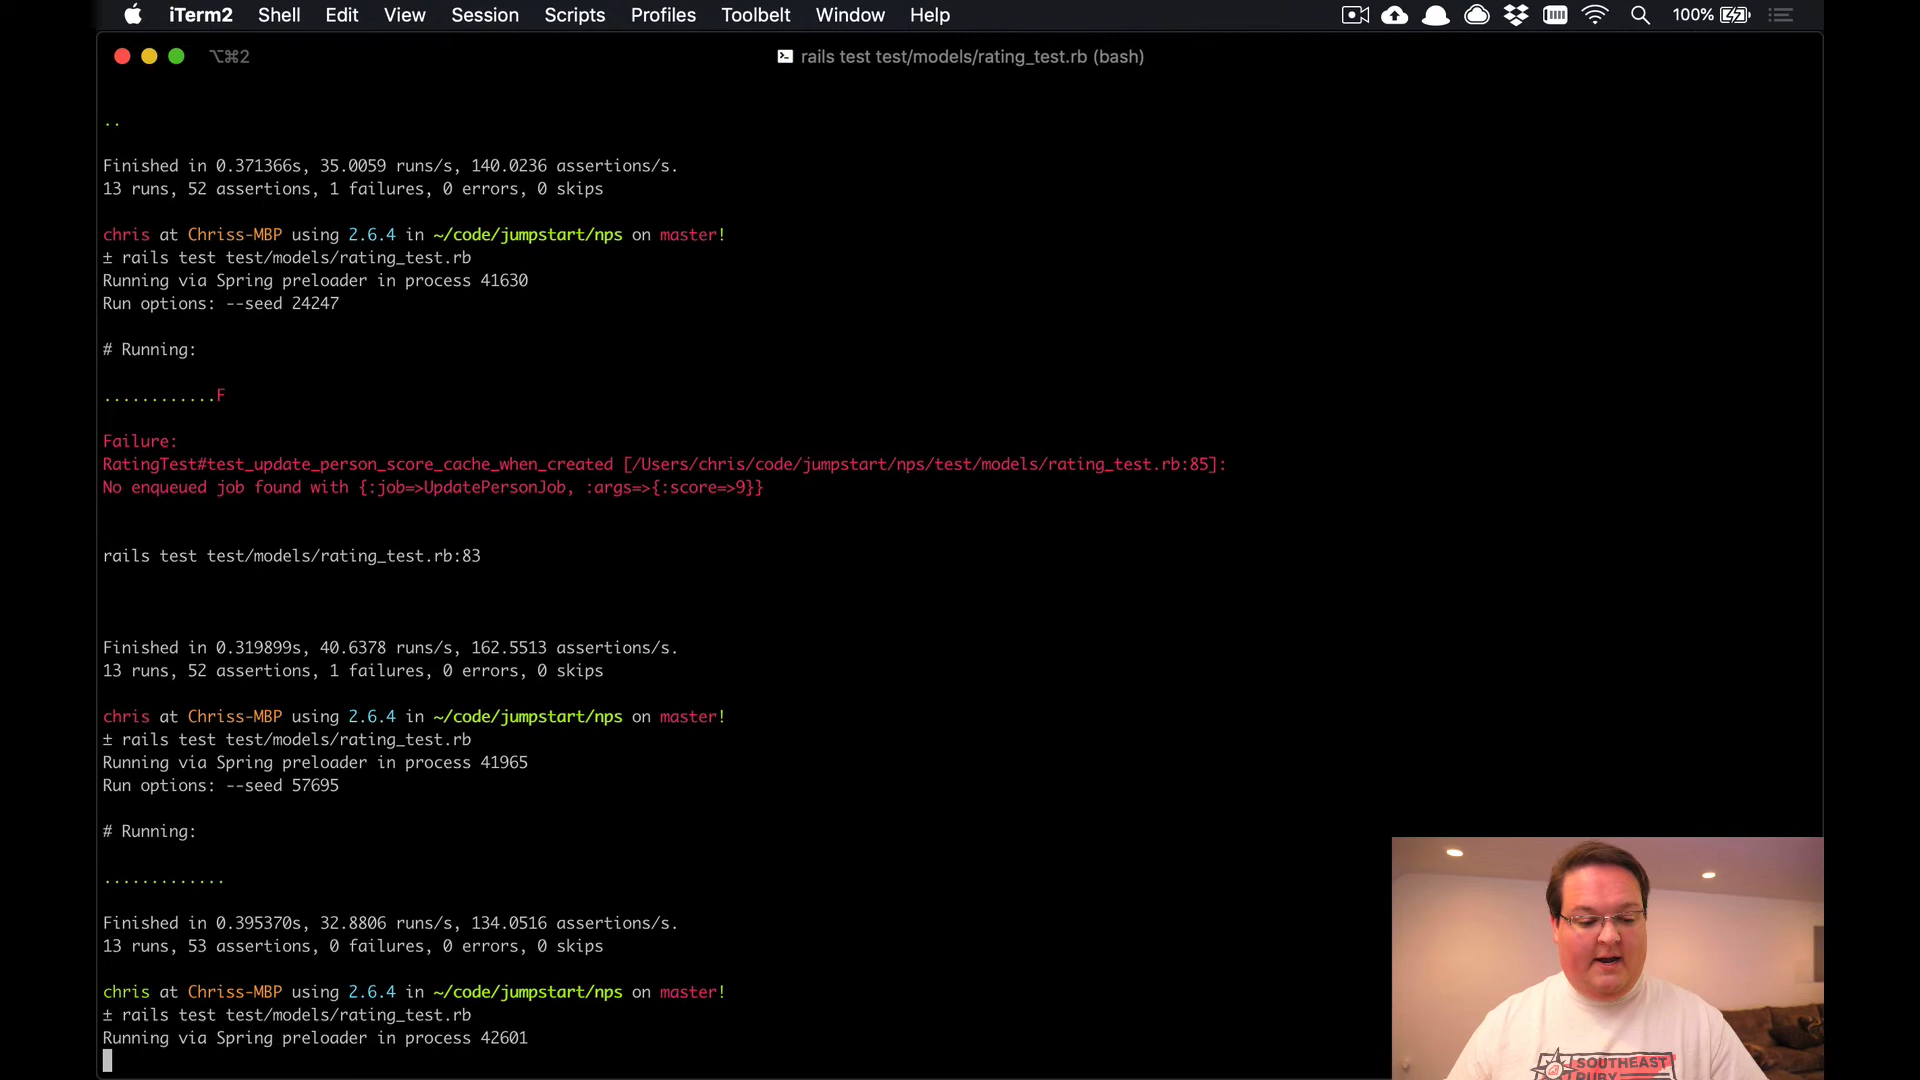 iTerm2 Shell Edit View Session Scripts Profiles Toolbelt Window Help 100%
⌥⌘2 rails test test/models/rating_test.rb (bash)
..
Finished in 0.371366s, 35.0059 runs/s, 140.0236 assertions/s.
13 runs, 52 assertions, 1 failures, 0 errors, 0 skips
chris at Chriss-MBP using 2.6.4 in ~/code/jumpstart/nps on master!
± rails test test/models/rating_test.rb
Running via Spring preloader in process 41630
Run options: --seed 24247
# Running:
............F
Failure:
RatingTest#test_update_person_score_cache_when_created [/Users/chris/code/jumpstart/nps/test/models/rating_test.rb:85]:
No enqueued job found with {:job=>UpdatePersonJob, :args=>{:score=>9}}
rails test test/models/rating_test.rb:83
Finished in 0.319899s, 40.6378 runs/s, 162.5513 assertions/s.
13 runs, 52 assertions, 1 failures, 0 errors, 0 skips
chris at Chriss-MBP using 2.6.4 in ~/code/jumpstart/nps on master!
± rails test test/models/rating_test.rb
Running via Spring preloader in process 41965
Run options: --seed 57695
# Running:
.............
Finished in 0.395370s, 32.8806 runs/s, 134.0516 assertions/s.
13 runs, 53 assertions, 0 failures, 0 errors, 0 skips
chris at Chriss-MBP using 2.6.4 in ~/code/jumpstart/nps on master!
± rails test test/models/rating_test.rb
Running via Spring preloader in process 42601
SOUTHEAST
RUBY